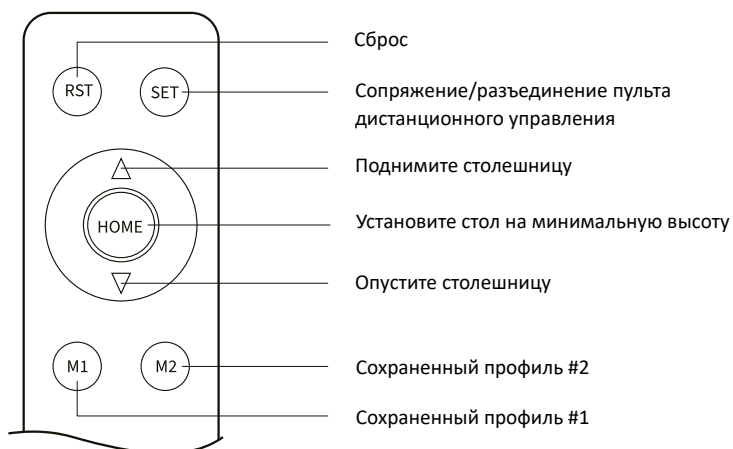 RST
SET
HOME
M1
M2
Сброс
Сопряжение/разъединение пульта
дистанционного управления
Поднимите столешницу
Установите стол на минимальную высоту
Опустите столешницу
Сохраненный профиль #2
Сохраненный профиль #1